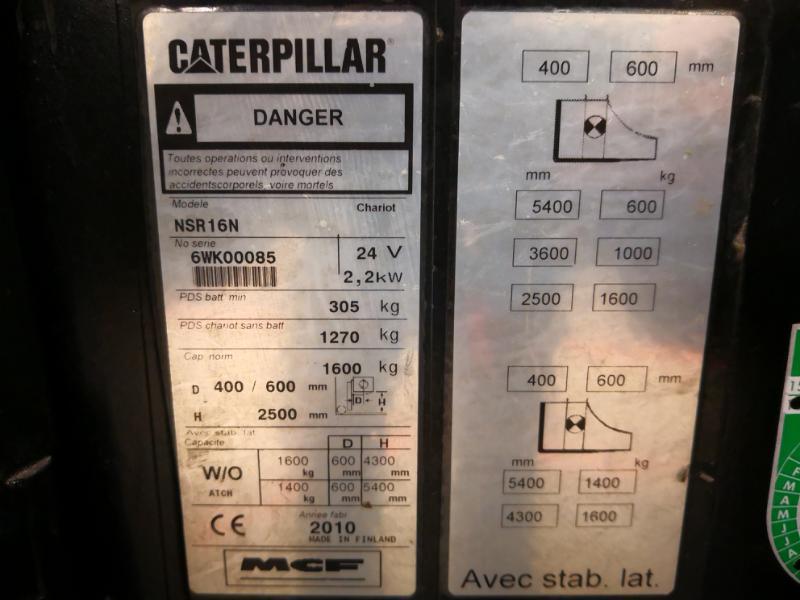 CATERPILLAR
DANGER
Toutes operations ou interventions
incorrectes peuvent provoquer des
accidentscorporels, voire mortels
Modele Chariot
NSR16N
No serie
6WK00085 24 V
2,2kW
PDS batt min
305 kg
PDS chariot sans batt
1270 kg
Cap norm
1600 kg
D 400 / 600 mm D H
H 2500 mm
Avec stab. lat.
Capacite D H
W/O 1600 kg 600 mm 4300 mm
ATCH 1400 kg 600 mm 5400 mm
CE
Annee fabr
2010
MADE IN FINLAND
MCF
400 600 mm
mm kg
5400 600
3600 1000
2500 1600
400 600 mm
mm kg
5400 1400
4300 1600
Avec stab. lat.
15
F
M
A
M
J
J